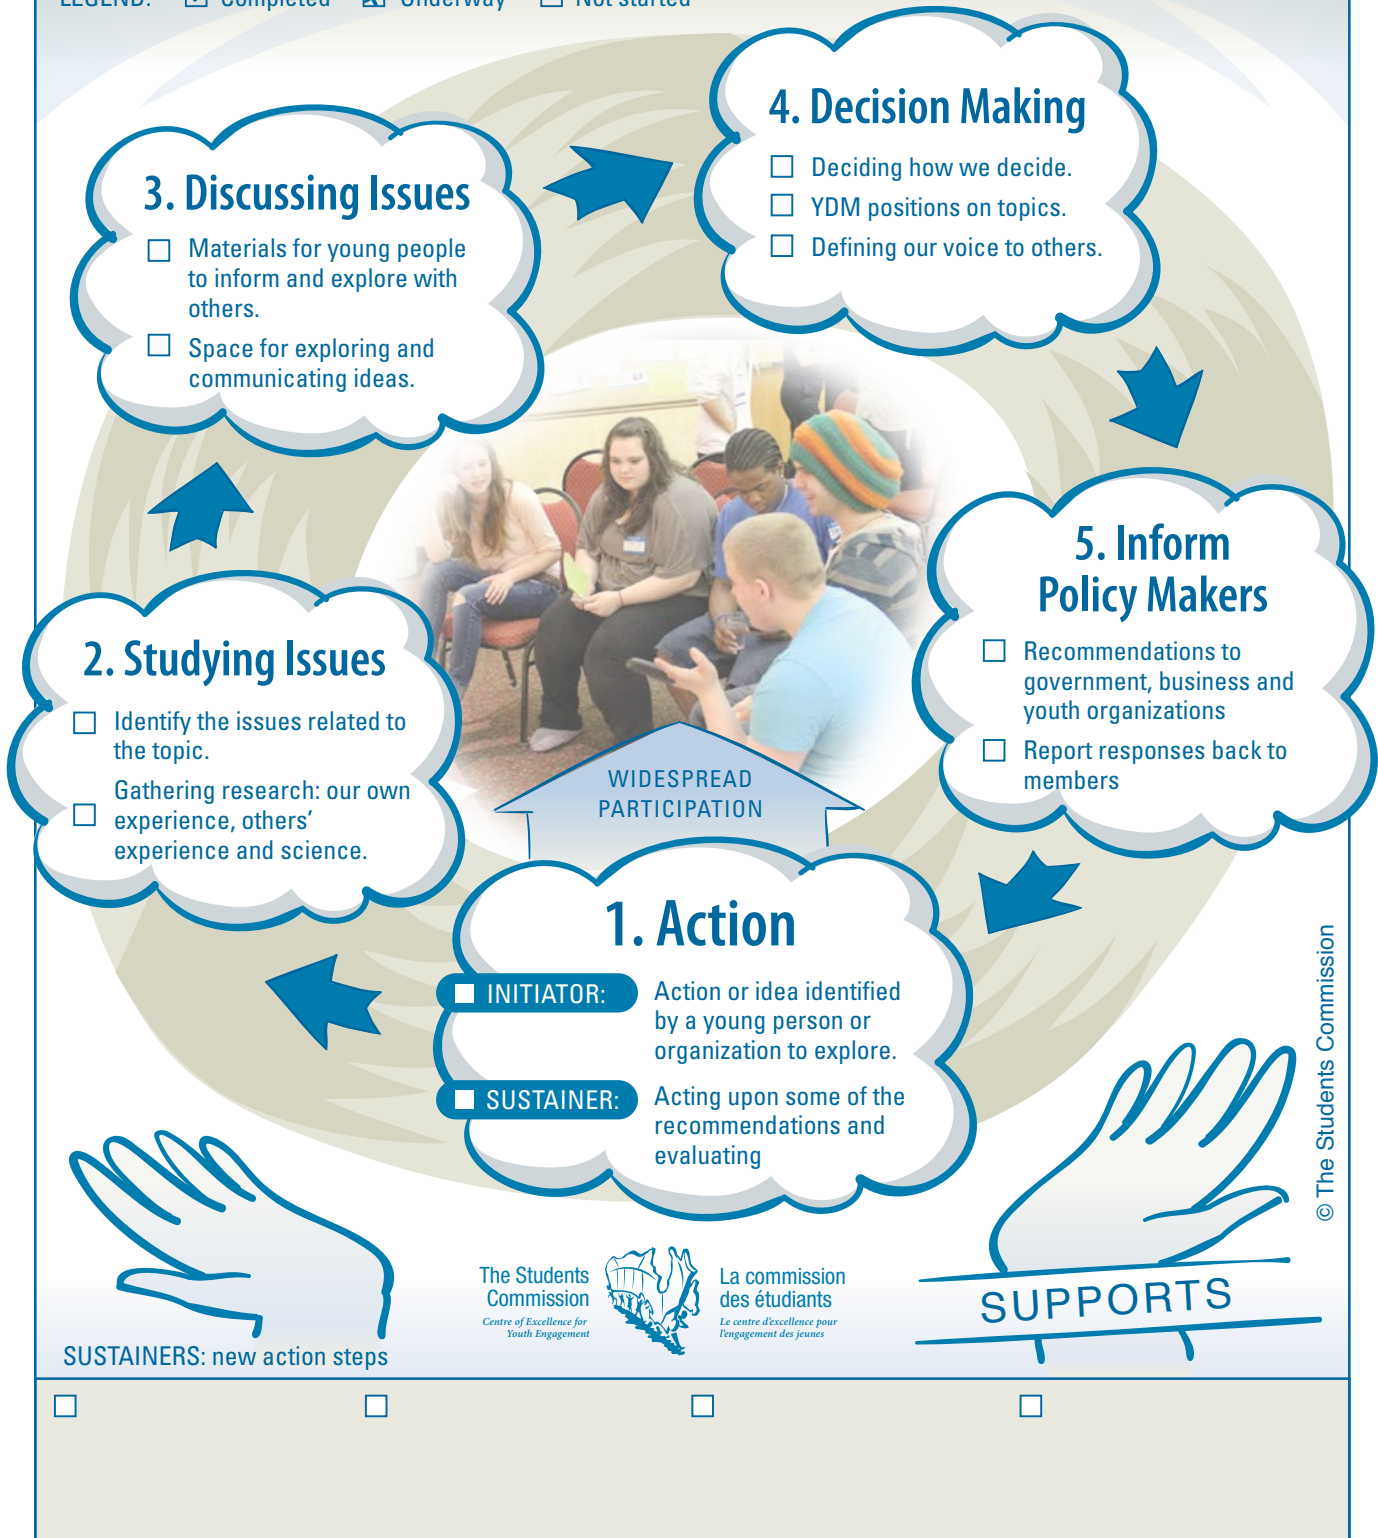 LEGEND: Completed Underway Not started
4. Decision Making
Deciding how we decide.
YDM positions on topics.
Defining our voice to others.
3. Discussing Issues
Materials for young people
to inform and explore with
others.
Space for exploring and
communicating ideas.
5. Inform
Policy Makers
Recommendations to
government, business and
youth organizations
Report responses back to
members
2. Studying Issues
Identify the issues related to
the topic.
Gathering research: our own
experience, others’
experience and science.
WIDESPREAD
PARTICIPATION
1. Action
INITIATOR: Action or idea identified
by a young person or
organization to explore.
SUSTAINER: Acting upon some of the
recommendations and
evaluating
© The Students Commission
The Students
Commission
Centre of Excellence for
Youth Engagement
La commission
des étudiants
Le centre d'excellence pour
l'engagement des jeunes
SUPPORTS
SUSTAINERS: new action steps